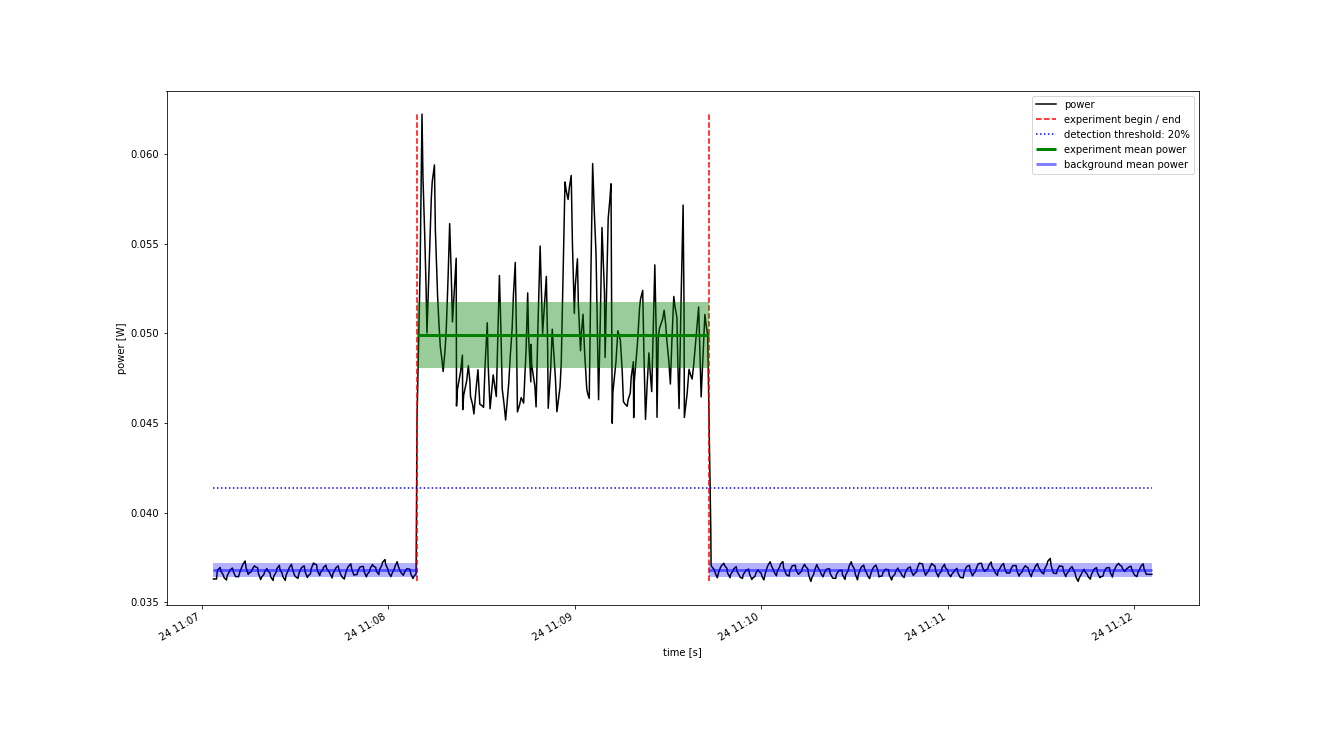 power
experiment begin / end
detection threshold: 20%
experiment mean power
background mean power
0.060
0.055
0.050
0.045
0.040
0.035
power [W]
24 11:07
24 11:08
24 11:09
24 11:10
24 11:11
24 11:12
time [s]